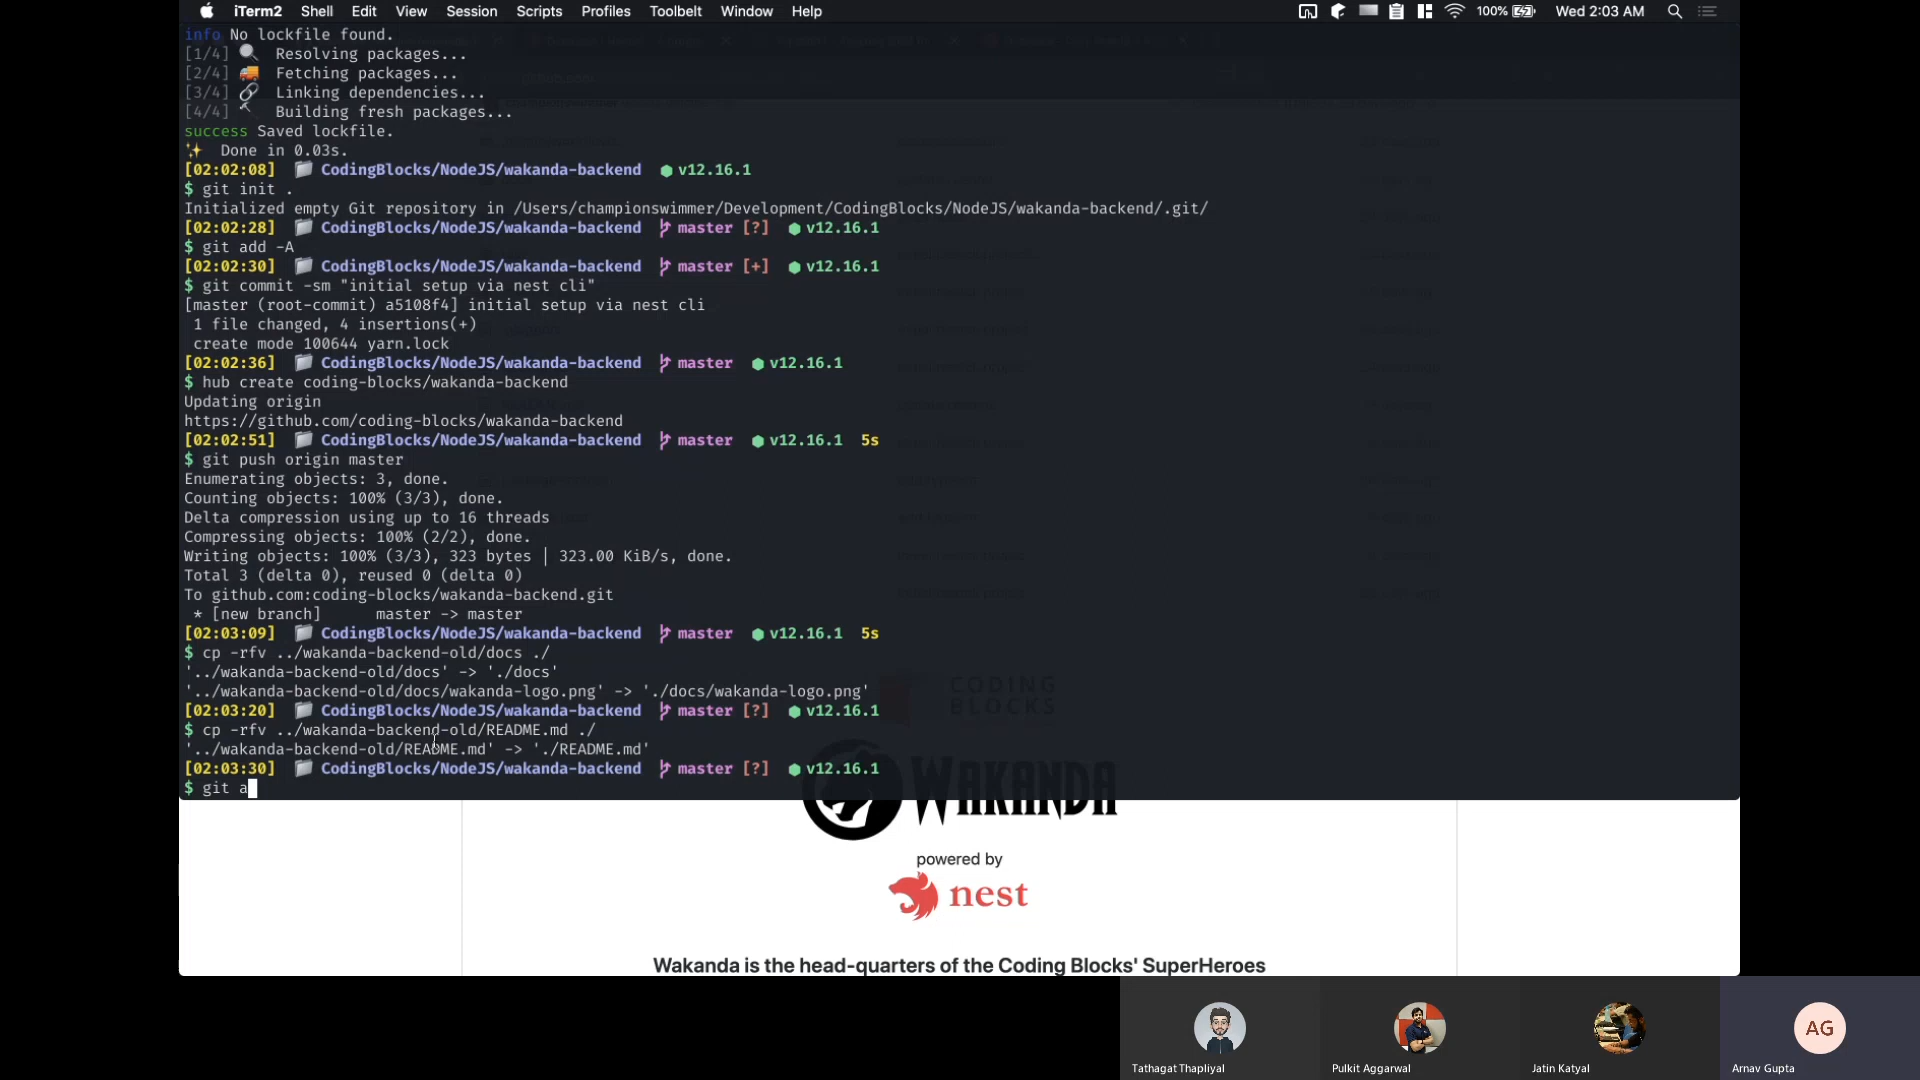 iTerm2 Shell Edit View Session Scripts Profiles Toolbelt Window Help 100% Wed 2:03 AM
info No lockfile found.
[1/4] Resolving packages...
[2/4] Fetching packages...
[3/4] Linking dependencies...
[4/4] Building fresh packages...
success Saved lockfile.
Done in 0.03s.
[02:02:08] CodingBlocks/NodeJS/wakanda-backend v12.16.1
$ git init .
Initialized empty Git repository in /Users/championswimmer/Development/CodingBlocks/NodeJS/wakanda-backend/.git/
[02:02:28] CodingBlocks/NodeJS/wakanda-backend master [?] v12.16.1
$ git add -A
[02:02:30] CodingBlocks/NodeJS/wakanda-backend master [+] v12.16.1
$ git commit -sm "initial setup via nest cli"
[master (root-commit) a5108f4] initial setup via nest cli
1 file changed, 4 insertions(+)
create mode 100644 yarn.lock
[02:02:36] CodingBlocks/NodeJS/wakanda-backend master v12.16.1
$ hub create coding-blocks/wakanda-backend
Updating origin
https://github.com/coding-blocks/wakanda-backend
[02:02:51] CodingBlocks/NodeJS/wakanda-backend master v12.16.1 5s
$ git push origin master
Enumerating objects: 3, done.
Counting objects: 100% (3/3), done.
Delta compression using up to 16 threads
Compressing objects: 100% (2/2), done.
Writing objects: 100% (3/3), 323 bytes | 323.00 KiB/s, done.
Total 3 (delta 0), reused 0 (delta 0)
To github.com:coding-blocks/wakanda-backend.git
* [new branch] master -> master
[02:03:09] CodingBlocks/NodeJS/wakanda-backend master v12.16.1 5s
$ cp -rfv ../wakanda-backend-old/docs ./
'../wakanda-backend-old/docs' -> './docs'
'../wakanda-backend-old/docs/wakanda-logo.png' -> './docs/wakanda-logo.png'
[02:03:20] CodingBlocks/NodeJS/wakanda-backend master [?] v12.16.1
$ cp -rfv ../wakanda-backend-old/README.md ./
'../wakanda-backend-old/README.md' -> './README.md'
[02:03:30] CodingBlocks/NodeJS/wakanda-backend master [?] v12.16.1
$ git a
CODING
BLOCKS
WAKANDA
powered by
nest
Wakanda is the head-quarters of the Coding Blocks' SuperHeroes
AG
Tathagat Thapliyal
Pulkit Aggarwal
Jatin Katyal
Arnav Gupta